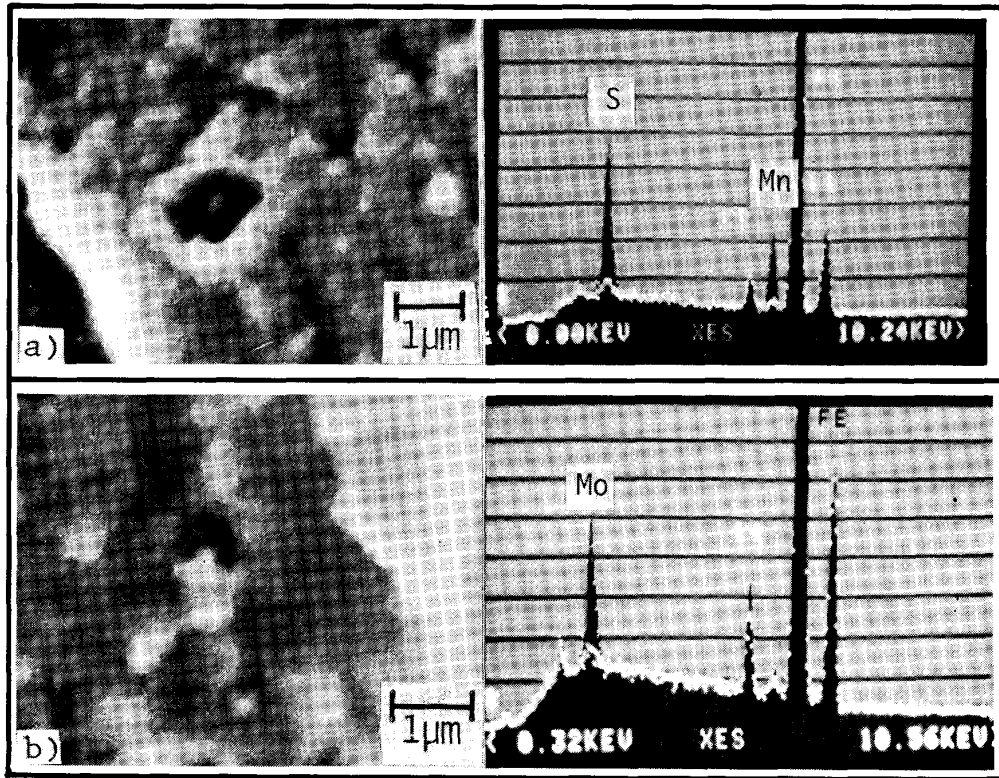 S
Mn
1μm
a)
< 0.00KEV XES 10.24KEV>
FE
Mo
1μm
b)
< 0.32KEV XES 10.56KEV